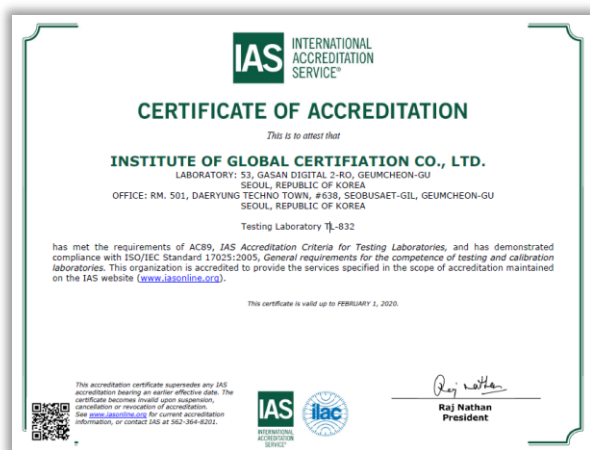 IAS INTERNATIONAL
ACCREDITATION
SERVICE®
CERTIFICATE OF ACCREDITATION
This is to attest that
INSTITUTE OF GLOBAL CERTIFIATION CO., LTD.
LABORATORY: 53, GASAN DIGITAL 2-RO, GEUMCHEON-GU
SEOUL, REPUBLIC OF KOREA
OFFICE: RM. 501, DAERYUNG TECHNO TOWN, #638, SEOBUSAET-GIL, GEUMCHEON-GU
SEOUL, REPUBLIC OF KOREA
Testing Laboratory TL-832
has met the requirements of AC89, IAS Accreditation Criteria for Testing Laboratories, and has demonstrated
compliance with ISO/IEC Standard 17025:2005, General requirements for the competence of testing and calibration
laboratories. This organization is accredited to provide the services specified in the scope of accreditation maintained
on the IAS website (www.iasonline.org).
This certificate is valid up to FEBRUARY 1, 2020.
This accreditation certificate supersedes any IAS
accreditation bearing an earlier effective date. The
certificate becomes invalid upon suspension,
cancellation or revocation of accreditation.
See www.iasonline.org for current accreditation
information, or contact IAS at 562-364-8201.
IAS
INTERNATIONAL
ACCREDITATION
SERVICE
ilac
Raj Nathan
Raj Nathan
President